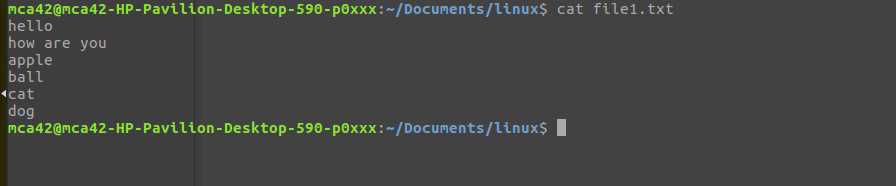 mca42@mca42-HP-Pavilion-Desktop-590-p0xxx:~/Documents/linux$ cat file1.txt
hello
how are you
apple
ball
cat
dog
mca42@mca42-HP-Pavilion-Desktop-590-p0xxx:~/Documents/linux$